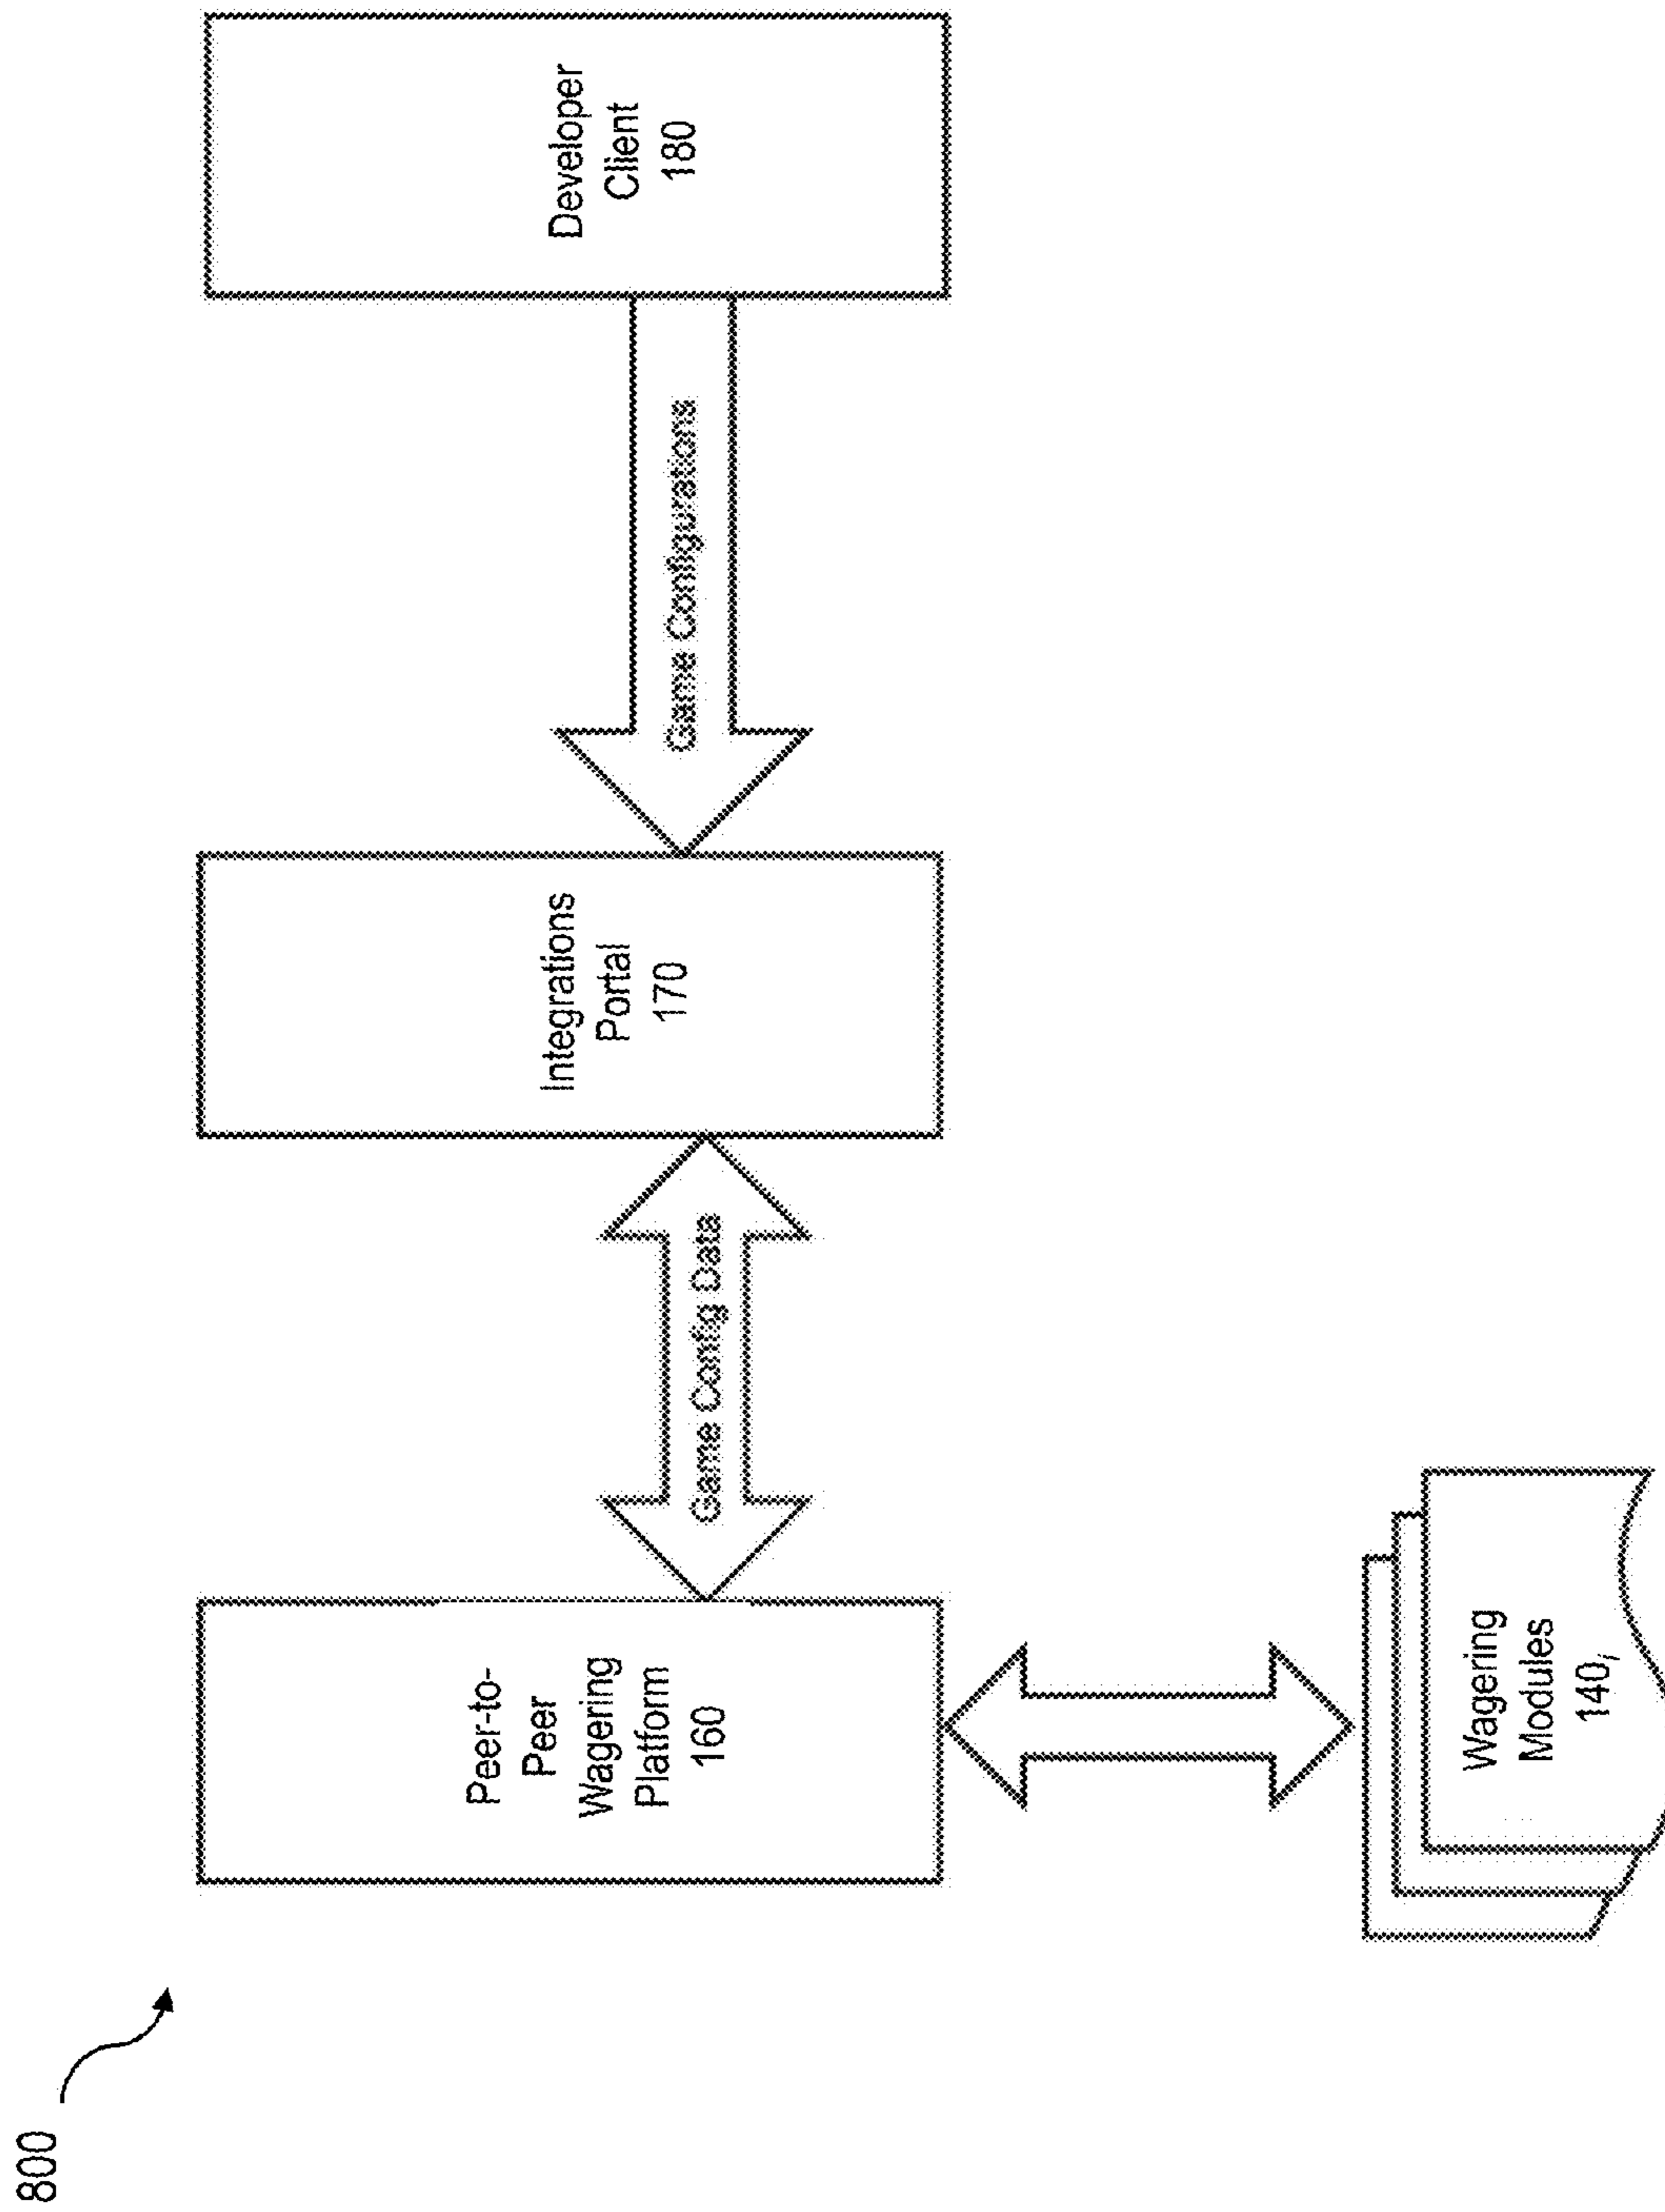 800
Peer-to-
Peer
Wagering
Platform
160
Game Config Data
Integrations
Portal
170
Game Configurations
Developer
Client
180
Wagering
Modules
140i